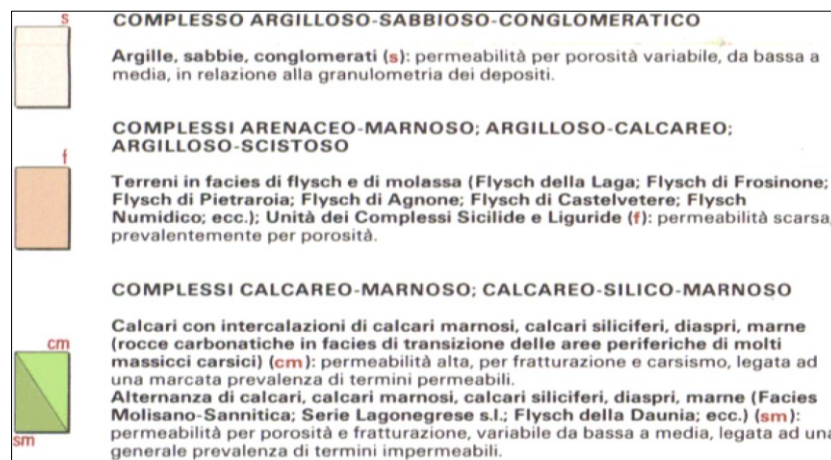 s
COMPLESSO ARGILLOSO-SABBIOSO-CONGLOMERATICO
Argille, sabbie, conglomerati (s): permeabilità per porosità variabile, da bassa a
media, in relazione alla granulometria dei depositi.
COMPLESSI ARENACEO-MARNOSO; ARGILLOSO-CALCAREO;
ARGILLOSO-SCISTOSO
f
Terreni in facies di flysch e di molassa (Flysch della Laga; Flysch di Frosinone;
Flysch di Pietraroia; Flysch di Agnone; Flysch di Castelvetere; Flysch
Numidico; ecc.); Unità dei Complessi Sicilide e Liguride (f): permeabilità scarsa,
prevalentemente per porosità.
COMPLESSI CALCAREO-MARNOSO; CALCAREO-SILICO-MARNOSO
Calcari con intercalazioni di calcari marnosi, calcari siliciferi, diaspri, marne
cm
(rocce carbonatiche in facies di transizione delle aree periferiche di molti
massicci carsici) (cm): permeabilità alta, per fratturazione e carsismo, legata ad
una marcata prevalenza di termini permeabili.
Alternanza di calcari, calcari marnosi, calcari siliciferi, diaspri, marne (Facies
Molisano-Sannitica; Serie Lagonegrese s.l.; Flysch della Daunia; ecc.) (sm):
permeabilità per porosità e fratturazione, variabile da bassa a media, legata ad una
sm
generale prevalenza di termini impermeabili.